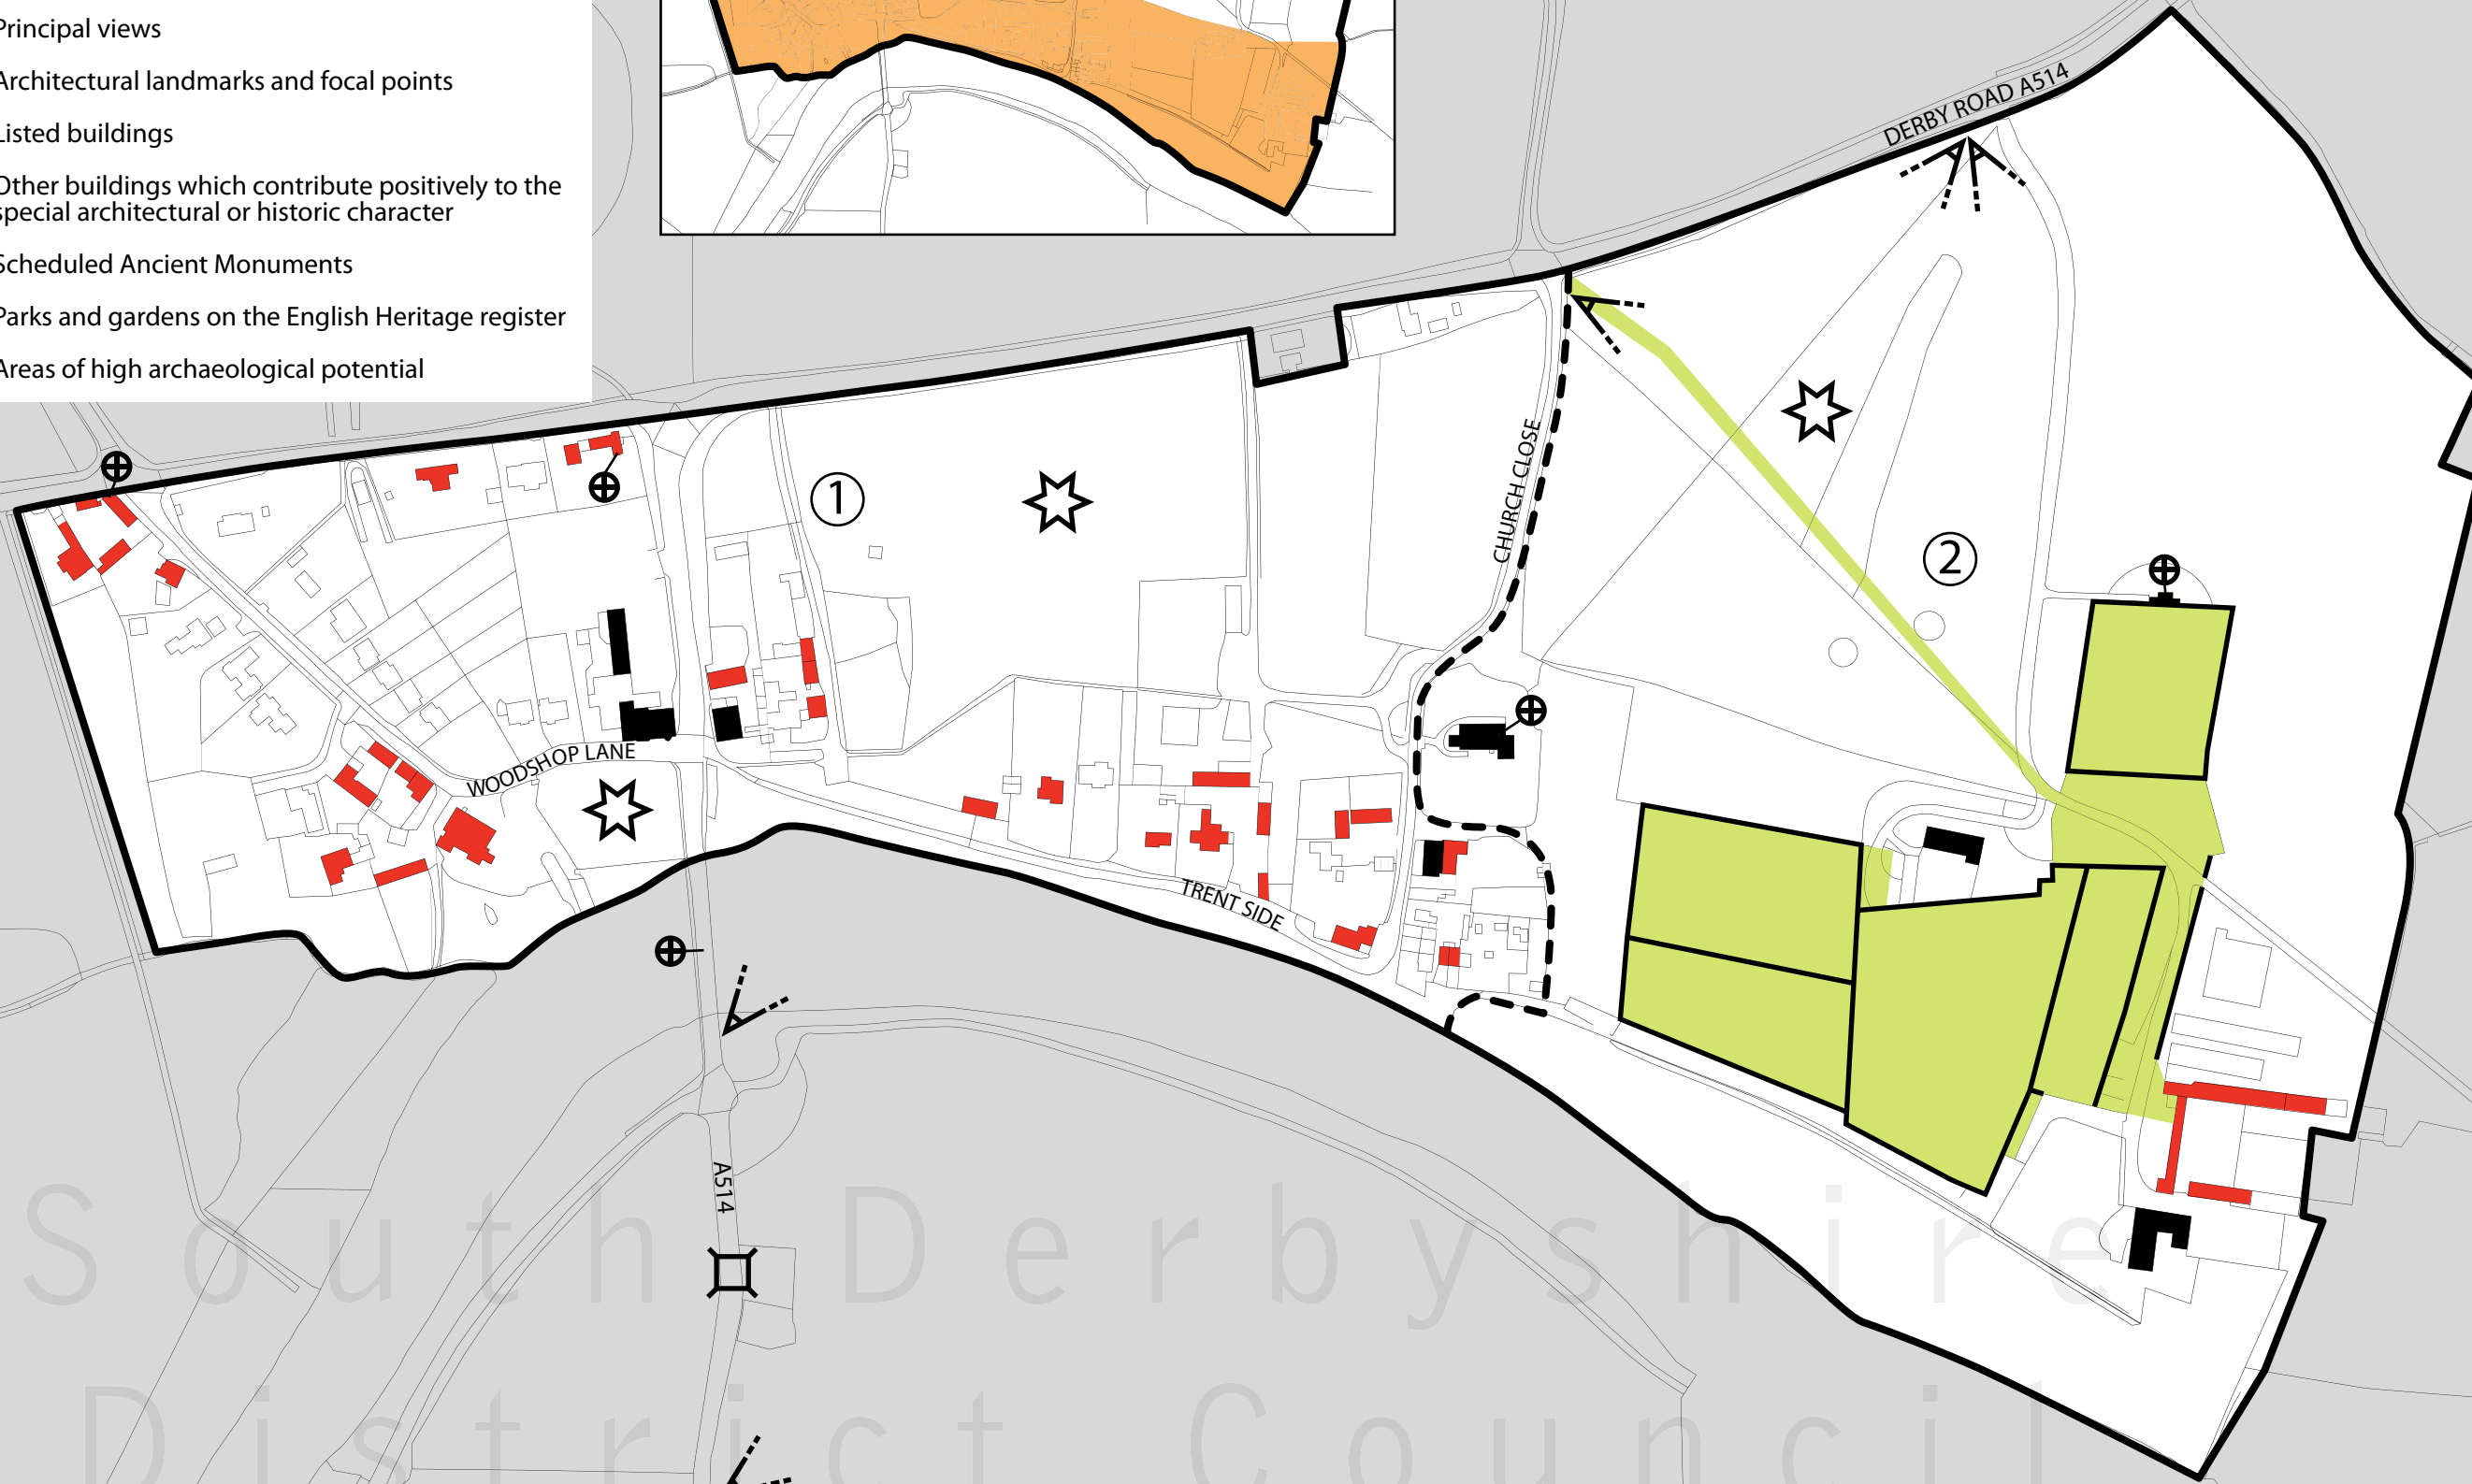 Principal views
Architectural landmarks and focal points
Listed buildings
Other buildings which contribute positively to the
special architectural or historic character
Scheduled Ancient Monuments
Parks and gardens on the English Heritage register
Areas of high archaeological potential
DERBY ROAD A514
CHURCH CLOSE
1
2
WOODSHOP LANE
TRENT SIDE
A514
South Derbyshire
District Council